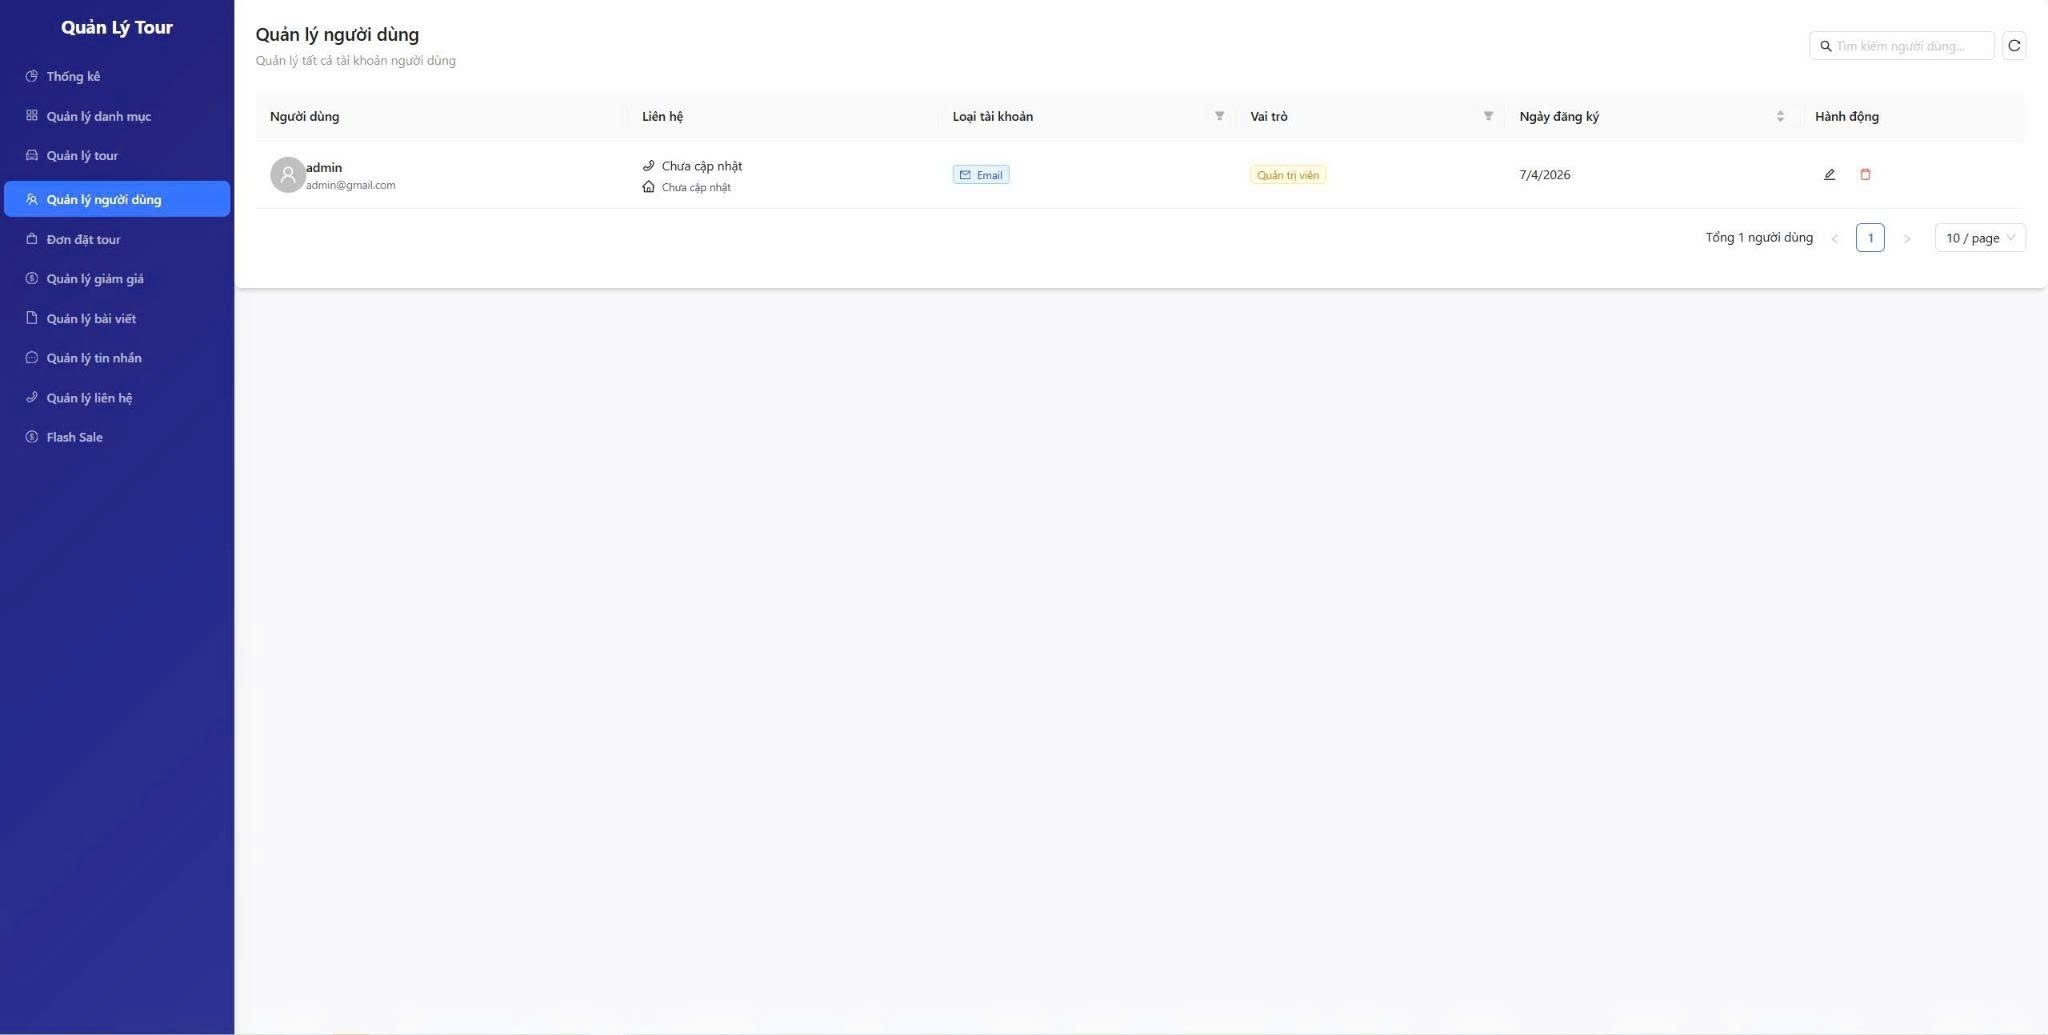 Quản Lý Tour
Thống kê
Quản lý danh mục
Quản lý tour
Quản lý người dùng
Đơn đặt tour
Quản lý giảm giá
Quản lý bài viết
Quản lý tin nhắn
Quản lý liên hệ
Flash Sale
Quản lý người dùng
Quản lý tất cả tài khoản người dùng
Tìm kiếm người dùng...
Người dùng Liên hệ Loại tài khoản Vai trò Ngày đăng ký Hành động
admin
admin@gmail.com
Chưa cập nhật
Chưa cập nhật
Email
Quản trị viên
7/4/2026
Tổng 1 người dùng < 1 > 10 / page